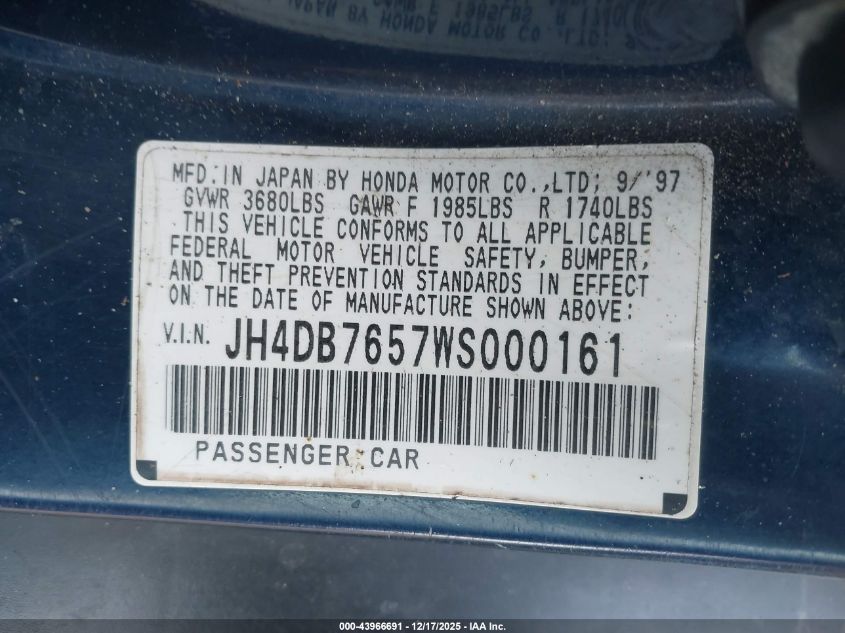 MFD. IN JAPAN BY HONDA MOTOR CO., LTD; 9/'97
GVWR 3680LBS GAWR F 1985LBS R 1740LBS
THIS VEHICLE CONFORMS TO ALL APPLICABLE
FEDERAL MOTOR VEHICLE SAFETY, BUMPER,
AND THEFT PREVENTION STANDARDS IN EFFECT
ON THE DATE OF MANUFACTURE SHOWN ABOVE:
V.I.N. JH4DB7657WS000161
PASSENGER CAR
000-43966691 - 12/17/2025 - IAA Inc.